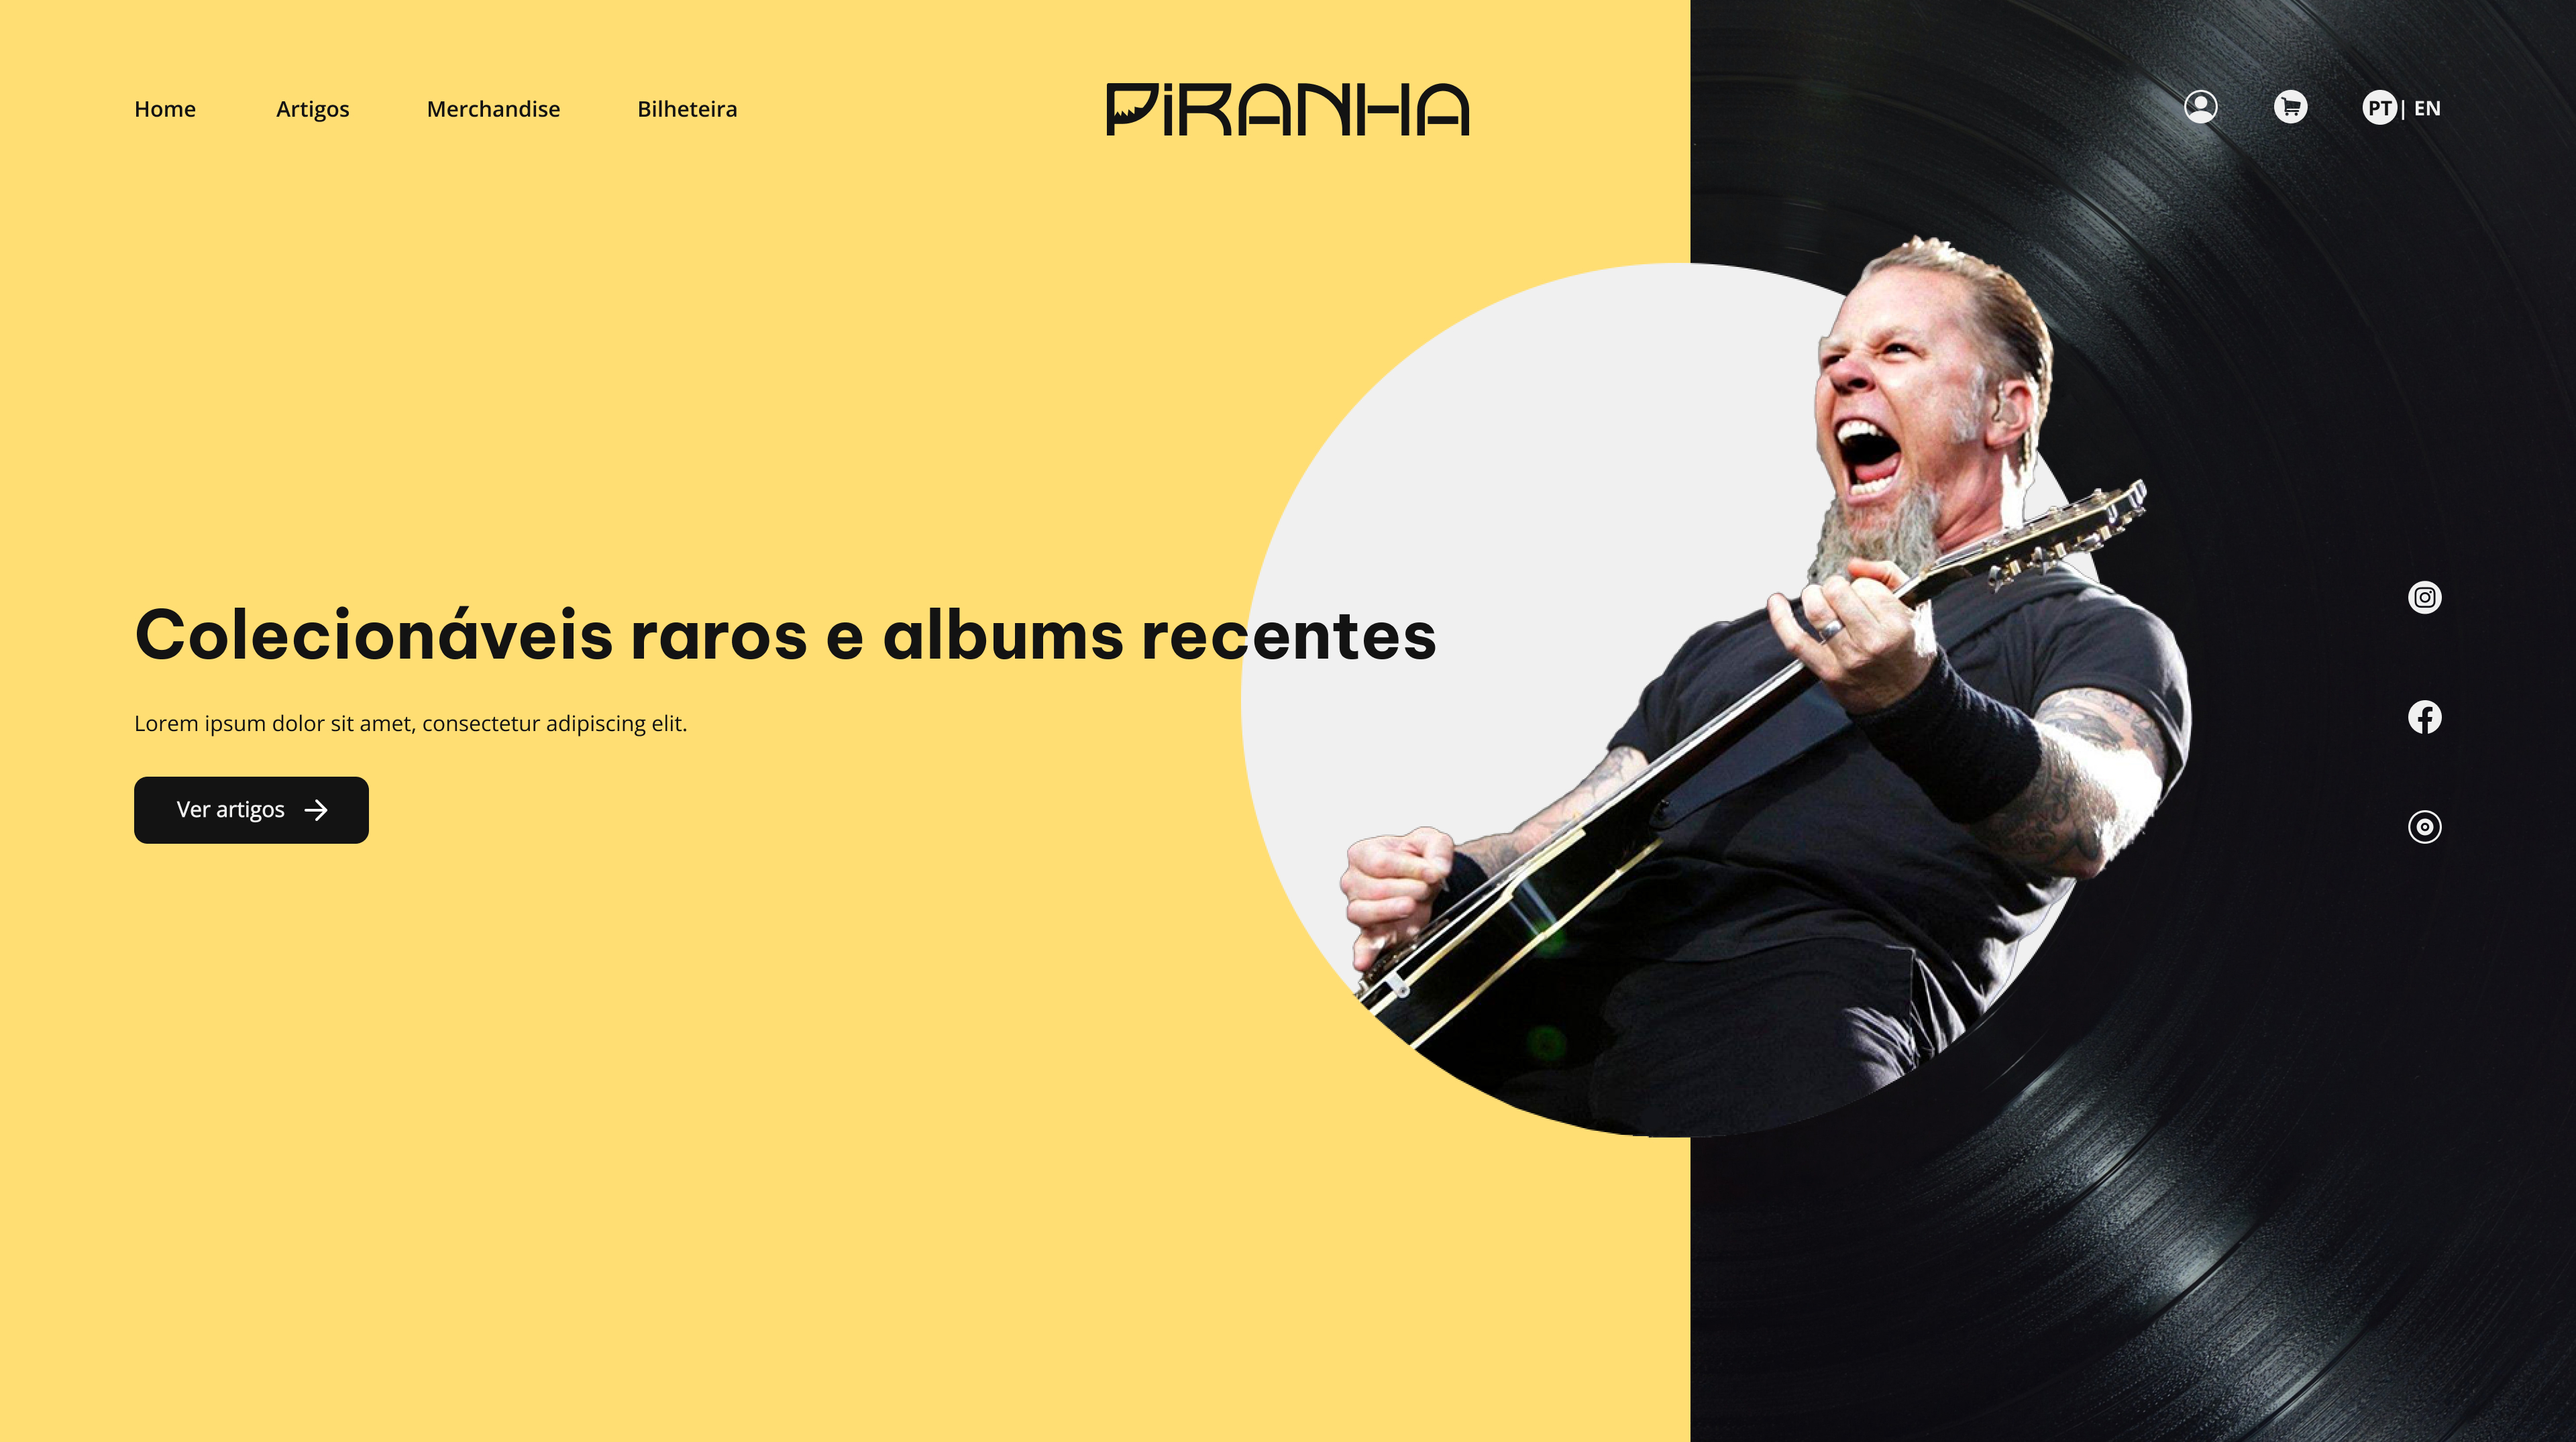 Home Artigos Merchandise Bilheteira PiRANHA PT | EN
Colecionáveis raros e albums recentes
Lorem ipsum dolor sit amet, consectetur adipiscing elit.
Ver artigos